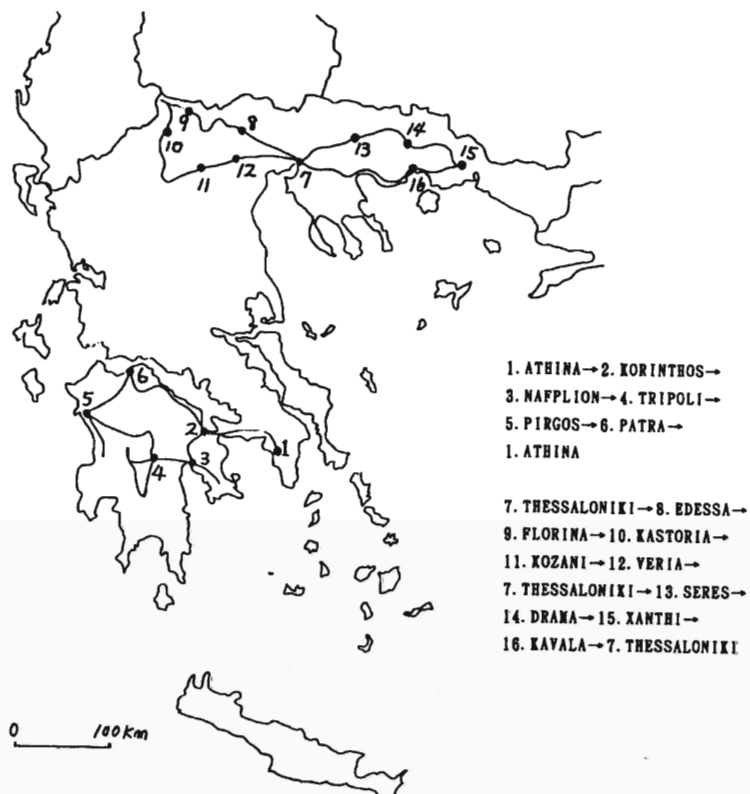 9
8
10
11
12
7
13
14
15
16
6
5
2
1
4
3
1. ATHINA→2. KORINTHOS→
3. NAFPLION→4. TRIPOLI→
5. PIRGOS→6. PATRA→
1. ATHINA
7. THESSALONIKI→8. EDESSA→
9. FLORINA→10. KASTORIA→
11. KOZANI→12. VERIA→
7. THESSALONIKI→13. SERES→
14. DRAMA→15. XANTHI→
16. KAVALA→7. THESSALONIKI
0 100km